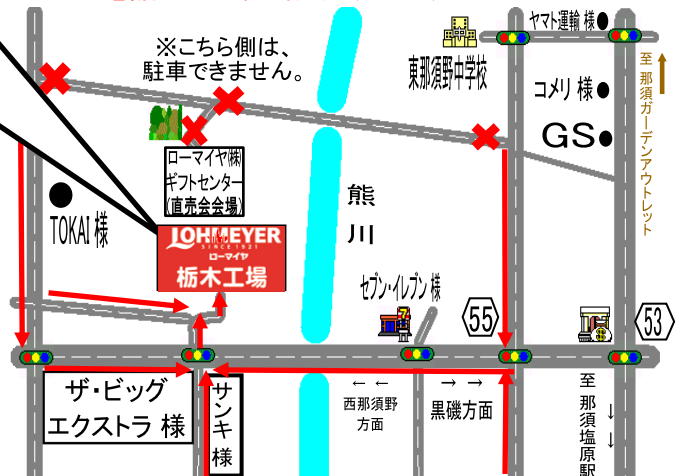 ※こちら側は、
駐車できません。
東那須野中学校
ヤマト運輸 様
コメリ 様
GS
至 那須ガーデンアウトレット
ローマイヤ㈱
ギフトセンター
(直売会会場)
TOKAI 様
LOHMEYER
SINCE 1921
ローマイヤ
栃木工場
熊川
セブン・イレブン 様
55
53
ザ・ビッグ
エクストラ 様
サンキ 様
← ←
西那須野
方面
→ →
黒磯方面
至 那須塩原駅
↓ ↓